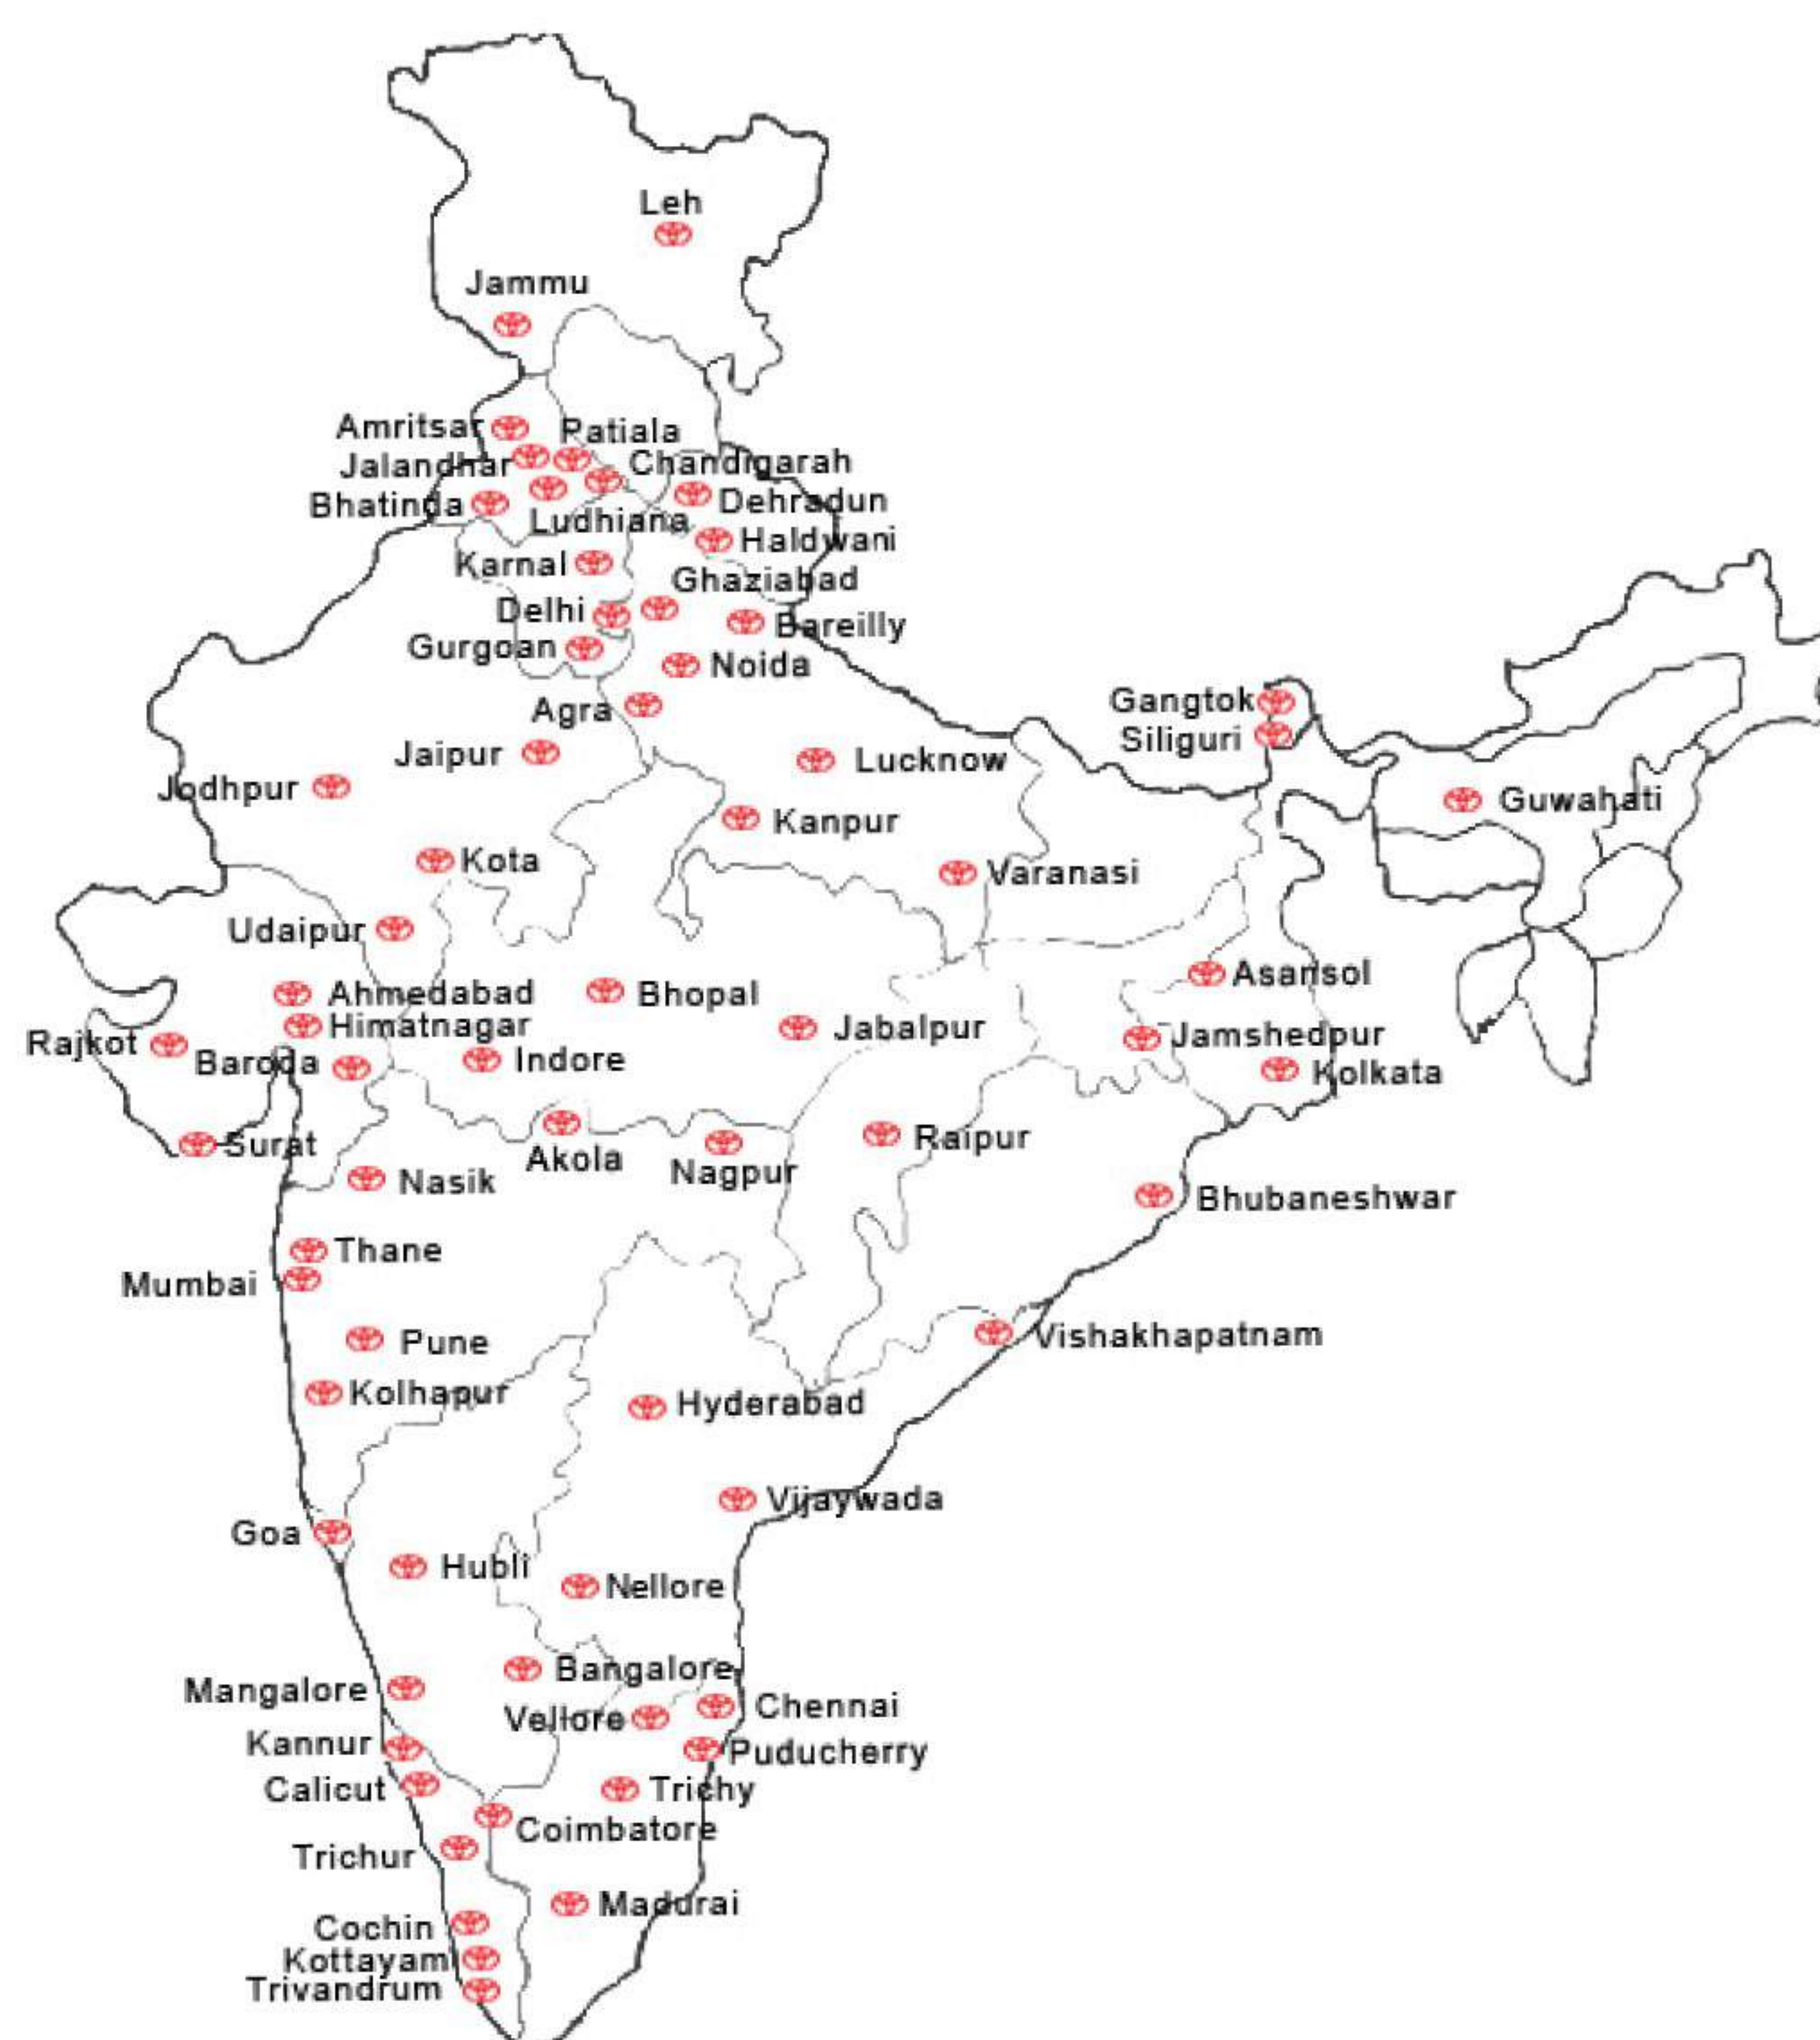 Leh
Jammu
Amritsar
Patiala
Jalandhar
Chandigarah
Bhatinda
Dehradun
Ludhiana
Haldwani
Karnal
Ghaziabad
Delhi
Bareilly
Gurgoan
Noida
Agra
Gangtok
Siliguri
Jaipur
Lucknow
Jodhpur
Guwahati
Kanpur
Kota
Varanasi
Udaipur
Asansol
Ahmedabad
Bhopal
Himatnagar
Jabalpur
Jamshedpur
Rajkot
Baroda
Indore
Kolkata
Surat
Akola
Raipur
Nagpur
Nasik
Bhubaneshwar
Thane
Mumbai
Pune
Vishakhapatnam
Kolhapur
Hyderabad
Vijaywada
Goa
Hubli
Nellore
Bangalore
Mangalore
Chennai
Vellore
Kannur
Puducherry
Calicut
Trichy
Coimbatore
Trichur
Madurai
Cochin
Kottayam
Trivandrum